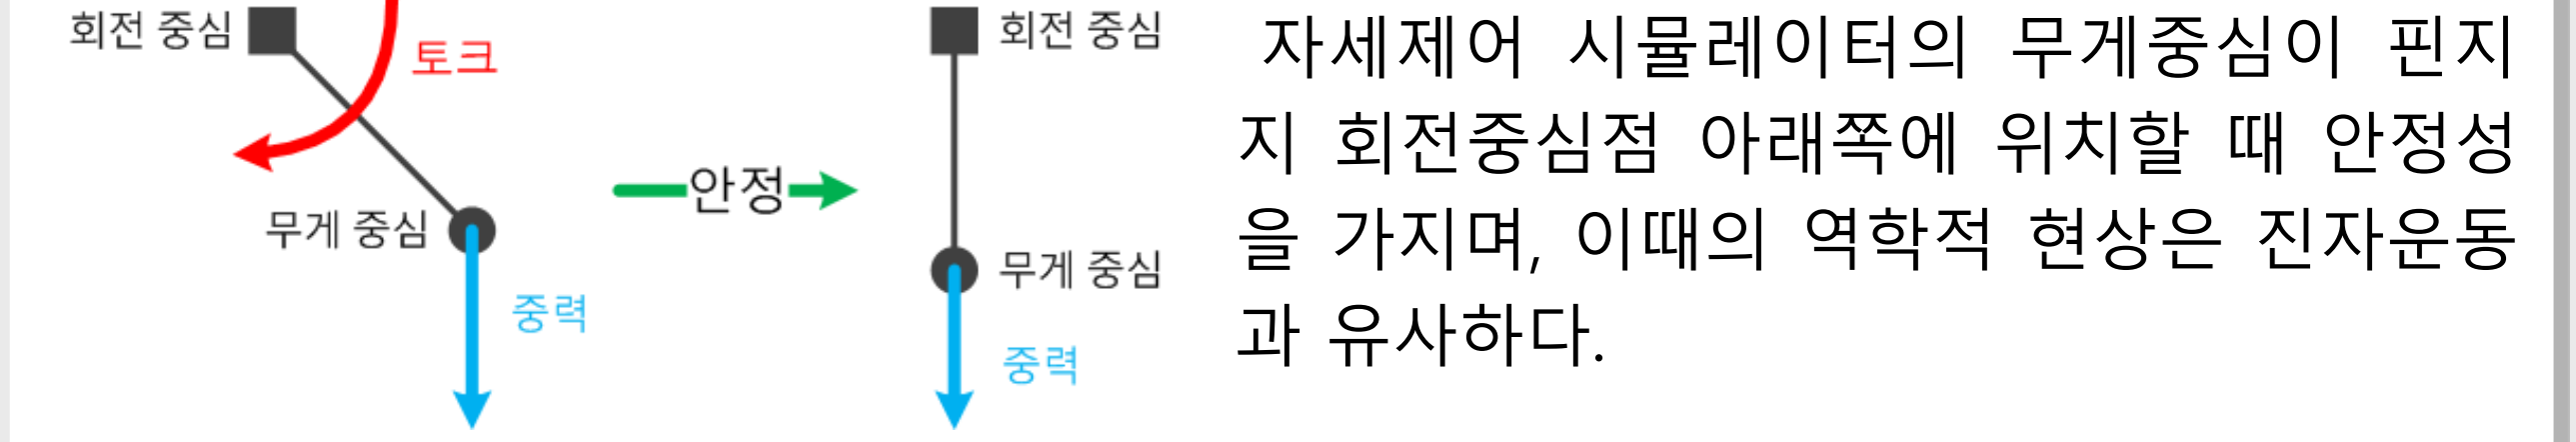 회전 중심
토크
무게 중심
중력
안정
회전 중심
무게 중심
중력
자세제어 시뮬레이터의 무게중심이 핀지
지 회전중심점 아래쪽에 위치할 때 안정성
을 가지며, 이때의 역학적 현상은 진자운동
과 유사하다.